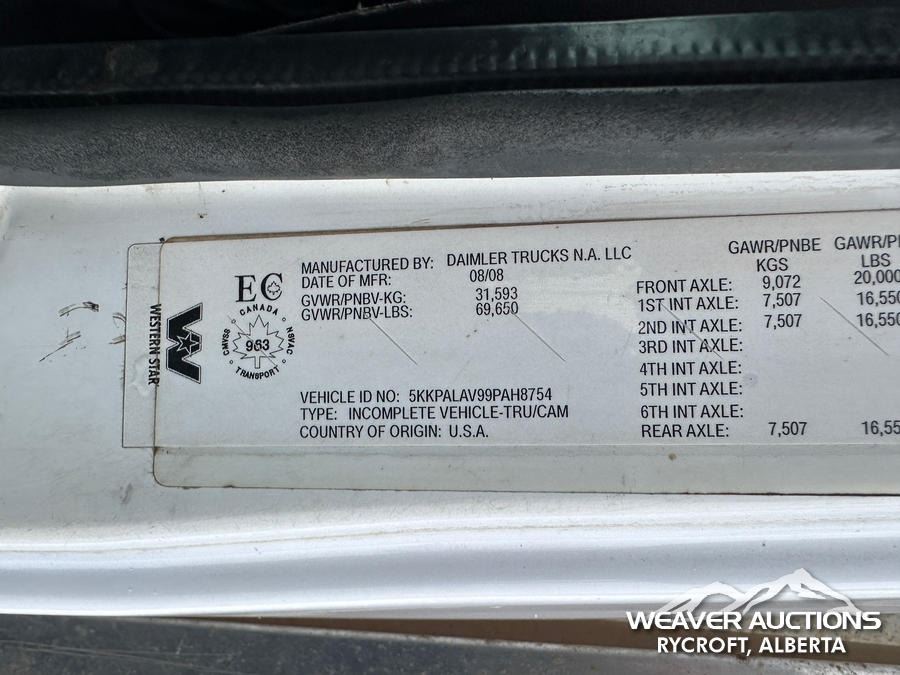 GAWR/PNBE GAWR/P
KGS LBS
MANUFACTURED BY: DAIMLER TRUCKS N.A. LLC
DATE OF MFR: 08/08
GVWR/PNBV-KG: 31,593
GVWR/PNBV-LBS: 69,650
FRONT AXLE: 9,072 20,000
1ST INT AXLE: 7,507 16,550
2ND INT AXLE: 7,507 16,550
3RD INT AXLE:
4TH INT AXLE:
5TH INT AXLE:
6TH INT AXLE:
REAR AXLE: 7,507 16,55
EC
CANADA
CMVSS 963 NSVAC
TRANSPORT
WESTERN STAR
VEHICLE ID NO: 5KKPALAV99PAH8754
TYPE: INCOMPLETE VEHICLE-TRU/CAM
COUNTRY OF ORIGIN: U.S.A.
WEAVER AUCTIONS
RYCROFT, ALBERTA